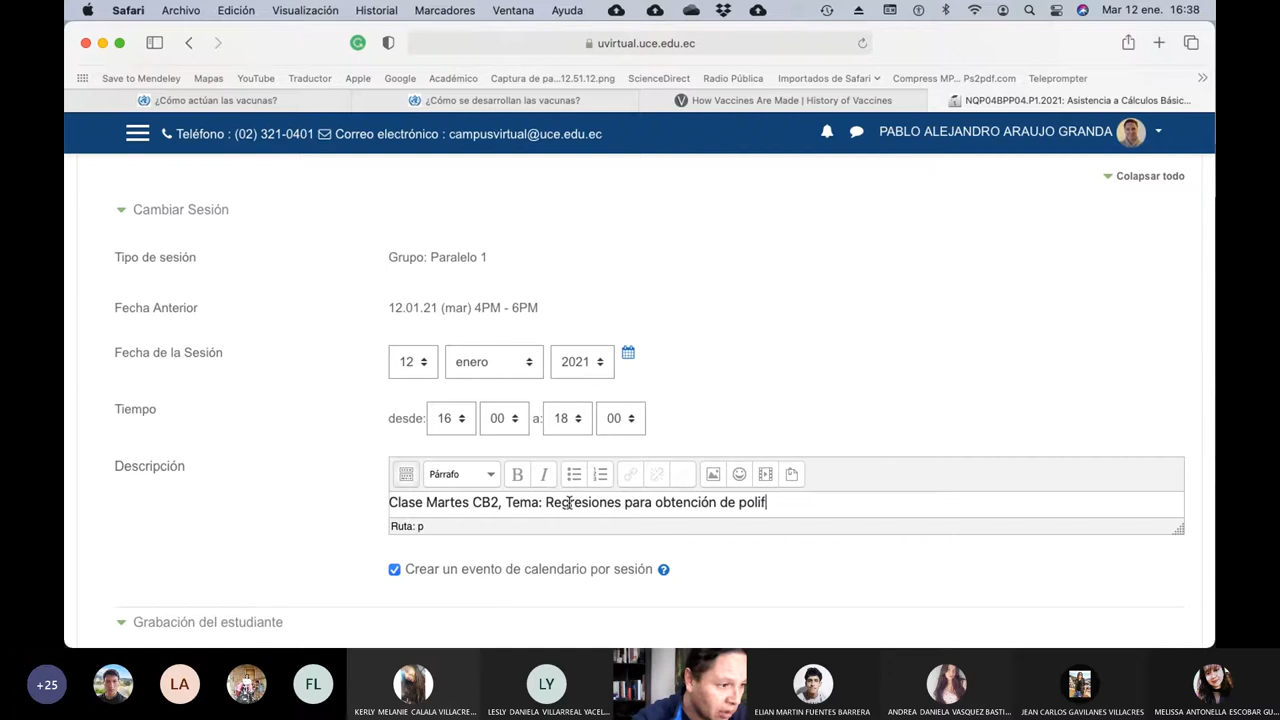 Safari Archivo Edición Visualización Historial Marcadores Ventana Ayuda Mar 12 ene. 16:38
uvirtual.uce.edu.ec
Save to Mendeley Mapas YouTube Traductor Apple Google Académico Captura de pa...12.51.12.png ScienceDirect Radio Pública Importados de Safari Compress MP... Ps2pdf.com Teleprompter
¿Cómo actúan las vacunas? ¿Cómo se desarrollan las vacunas? How Vaccines Are Made | History of Vaccines NQP04BPP04.P1.2021: Asistencia a Cálculos Básic...
Teléfono : (02) 321-0401 Correo electrónico : campusvirtual@uce.edu.ec PABLO ALEJANDRO ARAUJO GRANDA
Colapsar todo
Cambiar Sesión
Tipo de sesión Grupo: Paralelo 1
Fecha Anterior 12.01.21 (mar) 4PM - 6PM
Fecha de la Sesión 12 enero 2021
Tiempo desde: 16 00 a: 18 00
Descripción
Párrafo B I
Clase Martes CB2, Tema: Regresiones para obtención de polif
Ruta: p
Crear un evento de calendario por sesión ?
Grabación del estudiante
+25 LA FL LY
KERLY MELANIE CALALA VILLACRE... LESLY DANIELA VILLARREAL YACEL... ELIAN MARTIN FUENTES BARRERA ANDREA DANIELA VASQUEZ BASTI... JEAN CARLOS GAVILANES VILLACRES MELISSA ANTONELLA ESCOBAR GU...